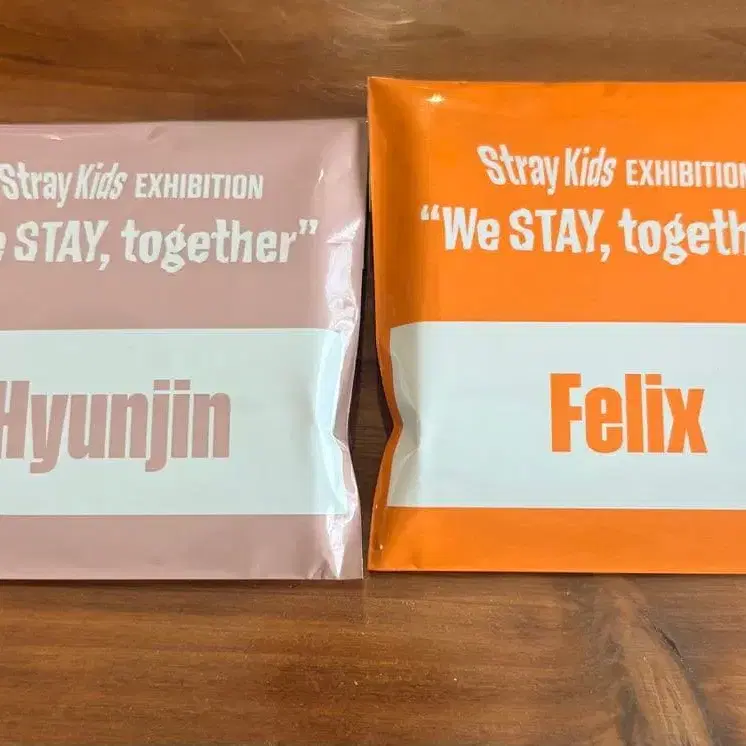 Stray Kids EXHIBITION
STAY, together”
Hyunjin
Stray Kids EXHIBITION
“We STAY, togeth
Felix